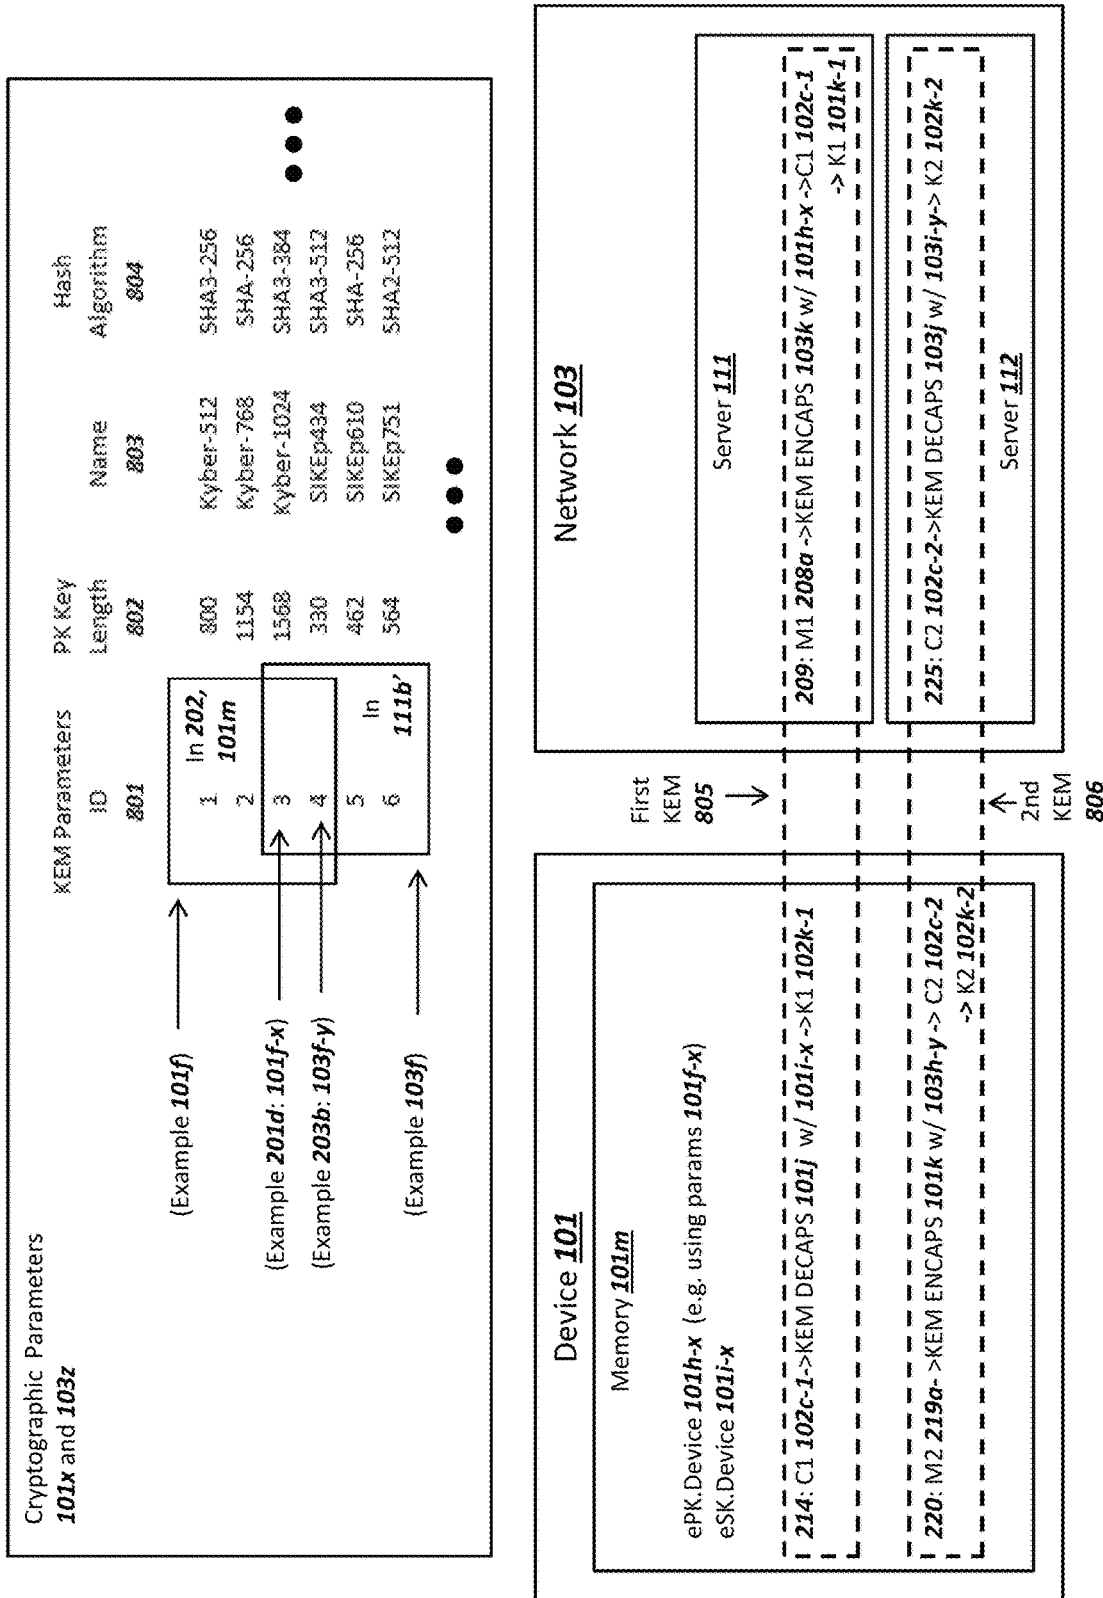 Cryptographic Parameters
101x and 103z
KEM Parameters
ID
801
PK Key
Length
802
Name
803
Hash
Algorithm
804
1 800 Kyber-512 SHA3-256
2 1154 Kyber-768 SHA-256
3 1568 Kyber-1024 SHA3-384
4 330 SIKEp434 SHA3-512
5 462 SIKEp610 SHA-256
6 564 SIKEp751 SHA2-512
In 202,
101m
In
111b'
(Example 101f)
(Example 201d: 101f-x)
(Example 203b: 103f-y)
(Example 103f)
Device 101
Memory 101m
ePK.Device 101h-x (e.g. using params 101f-x)
eSK.Device 101i-x
214: C1 102c-1->KEM DECAPS 101j w/ 101i-x ->K1 102k-1
220: M2 219a- ->KEM ENCAPS 101k w/ 103h-y -> C2 102c-2
-> K2 102k-2
First
KEM
805
2nd
KEM
806
Network 103
Server 111
209: M1 208a ->KEM ENCAPS 103k w/ 101h-x ->C1 102c-1
-> K1 101k-1
225: C2 102c-2->KEM DECAPS 103j w/ 103i-y-> K2 102k-2
Server 112